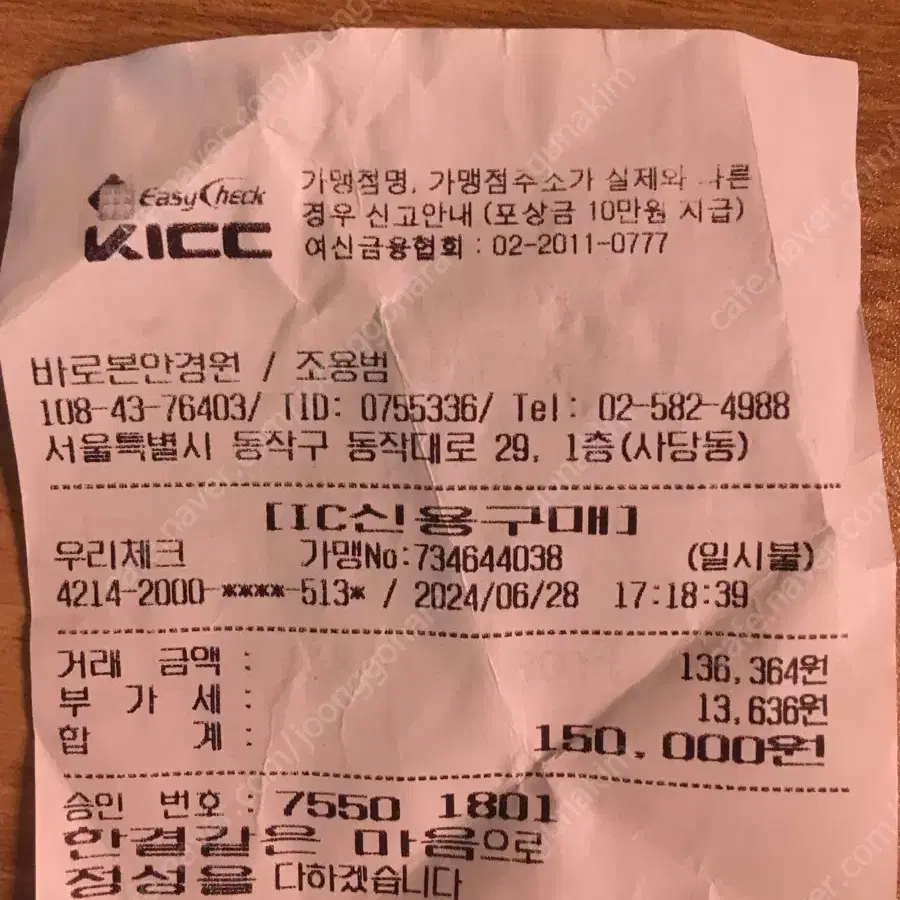 EasyCheck
KICC
가맹점명, 가맹점주소가 실제와 다른
경우 신고안내 (포상금 10만원 지급)
여신금융협회 : 02-2011-0777
바로본안경원 / 조용범
108-43-76403/ TID: 0755336/ Tel: 02-582-4988
서울특별시 동작구 동작대로 29, 1층(사당동)
[IC신용구매]
우리체크 가맹No:734644038 (일시불)
4214-2000-****-513* / 2024/06/28 17:18:39
거래 금액 : 136,364원
부 가 세 : 13,636원
합 계 : 150,000원
승인 번호 : 7550 1801
한결같은 마음으로
정성을 다하겠습니다
cafe.naver.com/joonggonarakim